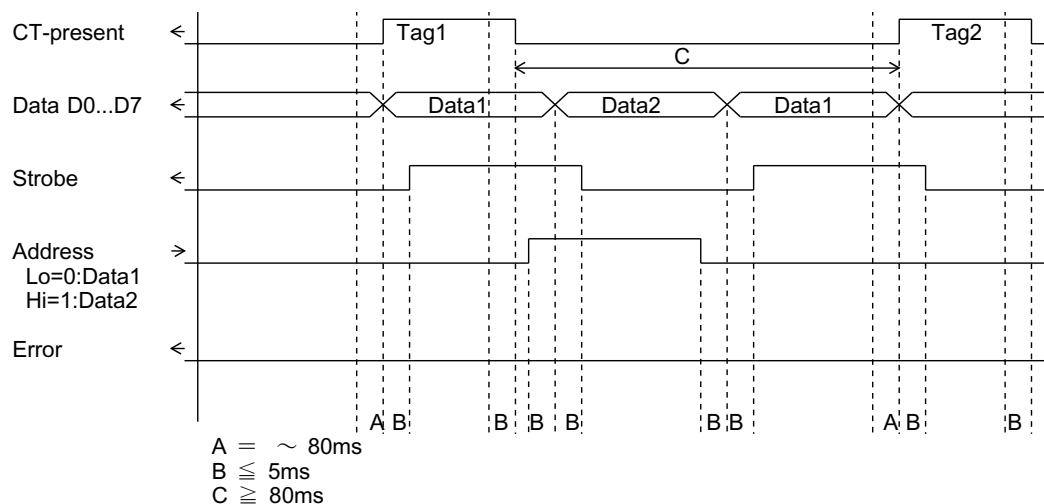 CT-present
Tag1
Tag2
C
Data D0...D7
Data1
Data2
Data1
Strobe
Address
Lo=0:Data1
Hi=1:Data2
Error
A B B B B B B A B B
A = ~ 80ms
B ≦ 5ms
C ≧ 80ms